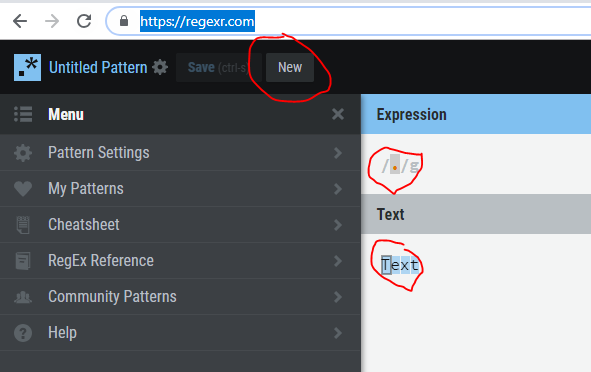 https://regexr.com
.* Untitled Pattern Save (ctrl-s) New
Menu
Pattern Settings
My Patterns
Cheatsheet
RegEx Reference
Community Patterns
Help
Expression
/./g
Text
Text